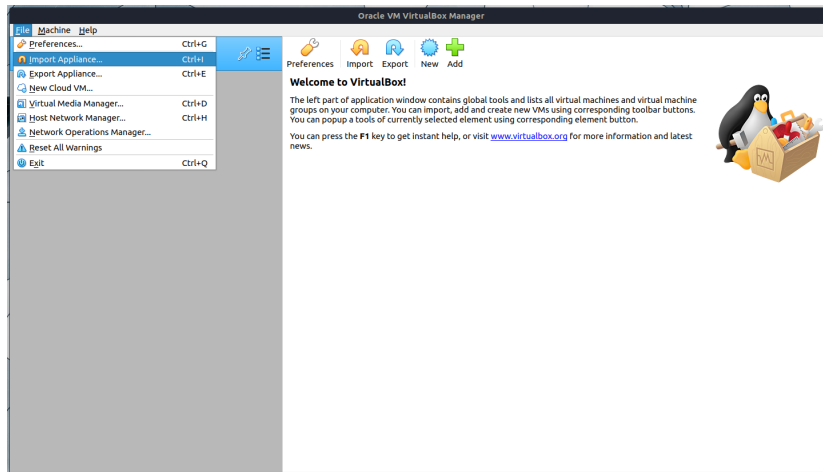 Oracle VM VirtualBox Manager
File Machine Help
Preferences... Ctrl+G
Import Appliance... Ctrl+I
Export Appliance... Ctrl+E
New Cloud VM...
Virtual Media Manager... Ctrl+D
Host Network Manager... Ctrl+H
Network Operations Manager...
Reset All Warnings
Exit Ctrl+Q
Preferences Import Export New Add
Welcome to VirtualBox!
The left part of application window contains global tools and lists all virtual machines and virtual machine
groups on your computer. You can import, add and create new VMs using corresponding toolbar buttons.
You can popup a tools of currently selected element using corresponding element button.
You can press the F1 key to get instant help, or visit www.virtualbox.org for more information and latest
news.
VM